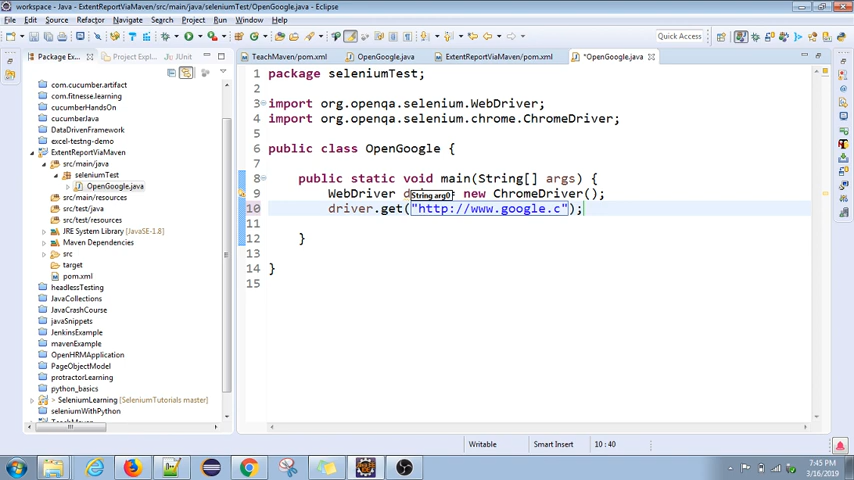 workspace - Java - ExtentReportViaMaven/src/main/java/seleniumTest/OpenGoogle.java - Eclipse
File Edit Source Refactor Navigate Search Project Run Window Help
Package Ex... Project Explor...
TeachMaven/pom.xml OpenGoogle.java ExtentReportViaMaven/pom.xml *OpenGoogle.java
com.cucumber.artifact
com.fitnesse.learning
cucumberHandsOn
cucumberJava
DataDrivenFramework
excel-testng-demo
ExtentReportViaMaven
src/main/java
seleniumTest
OpenGoogle.java
src/main/resources
src/test/java
src/test/resources
JRE System Library [JavaSE-1.8]
Maven Dependencies
src
target
pom.xml
headlessTesting
JavaCollections
JavaCrashCourse
javaSnippets
JenkinsExample
mavenExample
OpenHRMApplication
PageObjectModel
protractorLearning
python_basics
> SeleniumLearning [SeleniumTutorials master]
seleniumWithPython
1 package seleniumTest;
2
3 import org.openqa.selenium.WebDriver;
4 import org.openqa.selenium.chrome.ChromeDriver;
5
6 public class OpenGoogle {
7
8 public static void main(String[] args) {
9 WebDriver d = new ChromeDriver();
String arg0
10 driver.get("http://www.google.c");
11
12 }
13
14 }
15
Writable Smart Insert 10 : 40
7:45 PM
3/16/2019